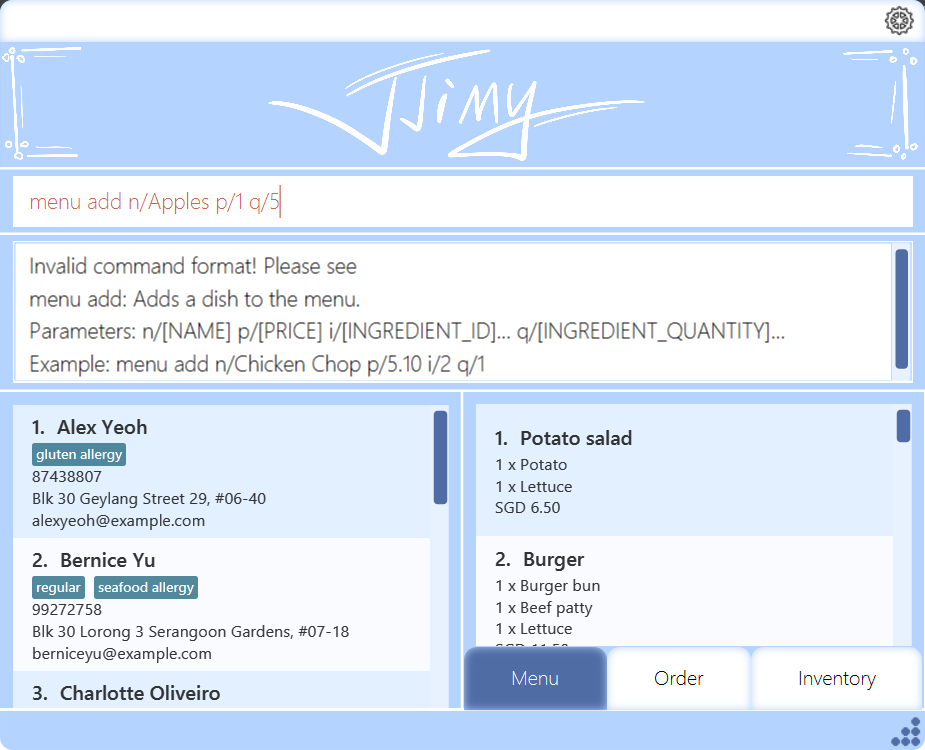 JJimy
menu add n/Apples p/1 q/5
Invalid command format! Please see
menu add: Adds a dish to the menu.
Parameters: n/[NAME] p/[PRICE] i/[INGREDIENT_ID]... q/[INGREDIENT_QUANTITY]...
Example: menu add n/Chicken Chop p/5.10 i/2 q/1
1. Alex Yeoh
gluten allergy
87438807
Blk 30 Geylang Street 29, #06-40
alexyeoh@example.com
2. Bernice Yu
regular seafood allergy
99272758
Blk 30 Lorong 3 Serangoon Gardens, #07-18
berniceyu@example.com
3. Charlotte Oliveiro
1. Potato salad
1 x Potato
1 x Lettuce
SGD 6.50
2. Burger
1 x Burger bun
1 x Beef patty
1 x Lettuce
Menu Order Inventory